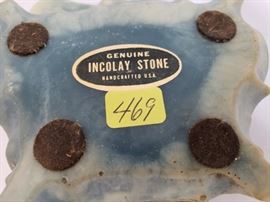 GENUINE
INCOLAY STONE
HANDCRAFTED U.S.A.
469